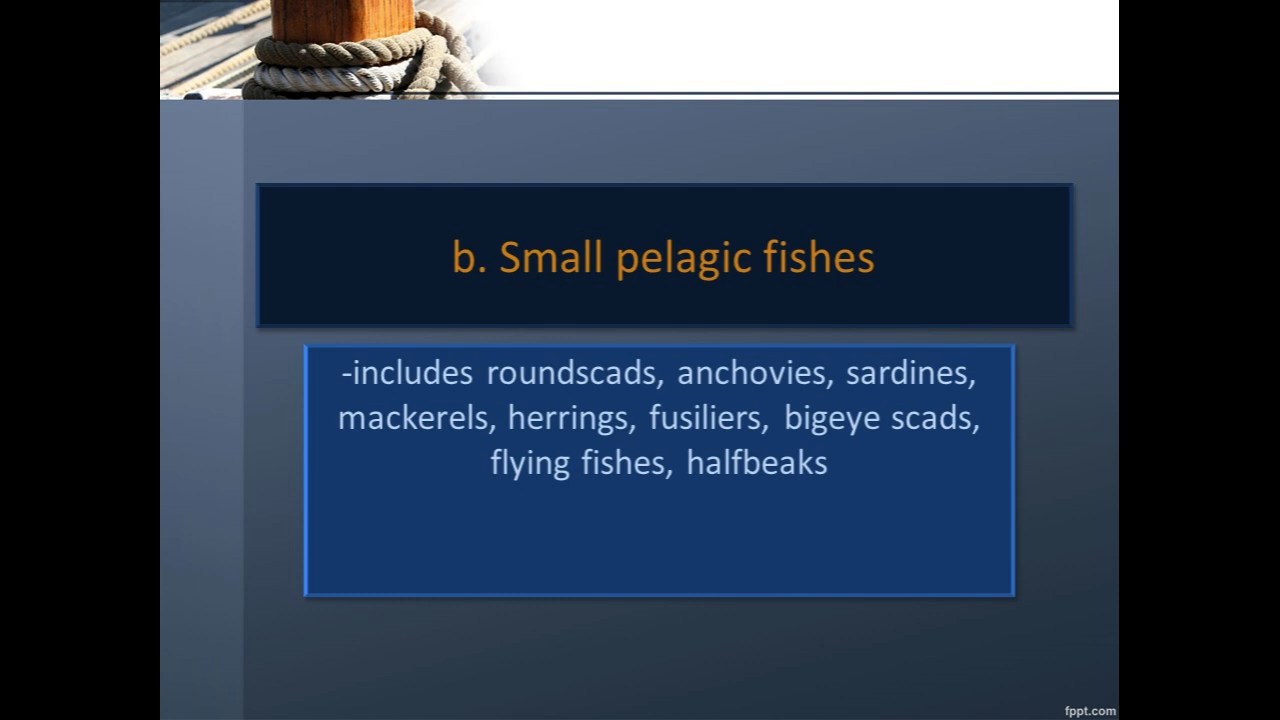 b. Small pelagic fishes
-includes roundscads, anchovies, sardines,
mackerels, herrings, fusiliers, bigeye scads,
flying fishes, halfbeaks
fppt.com